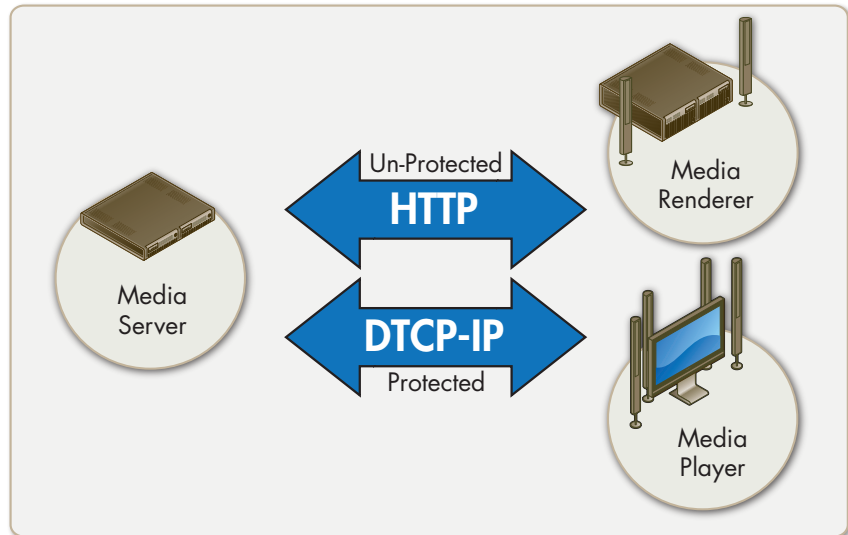 Media
Server
Un-Protected
HTTP
DTCP-IP
Protected
Media
Renderer
Media
Player